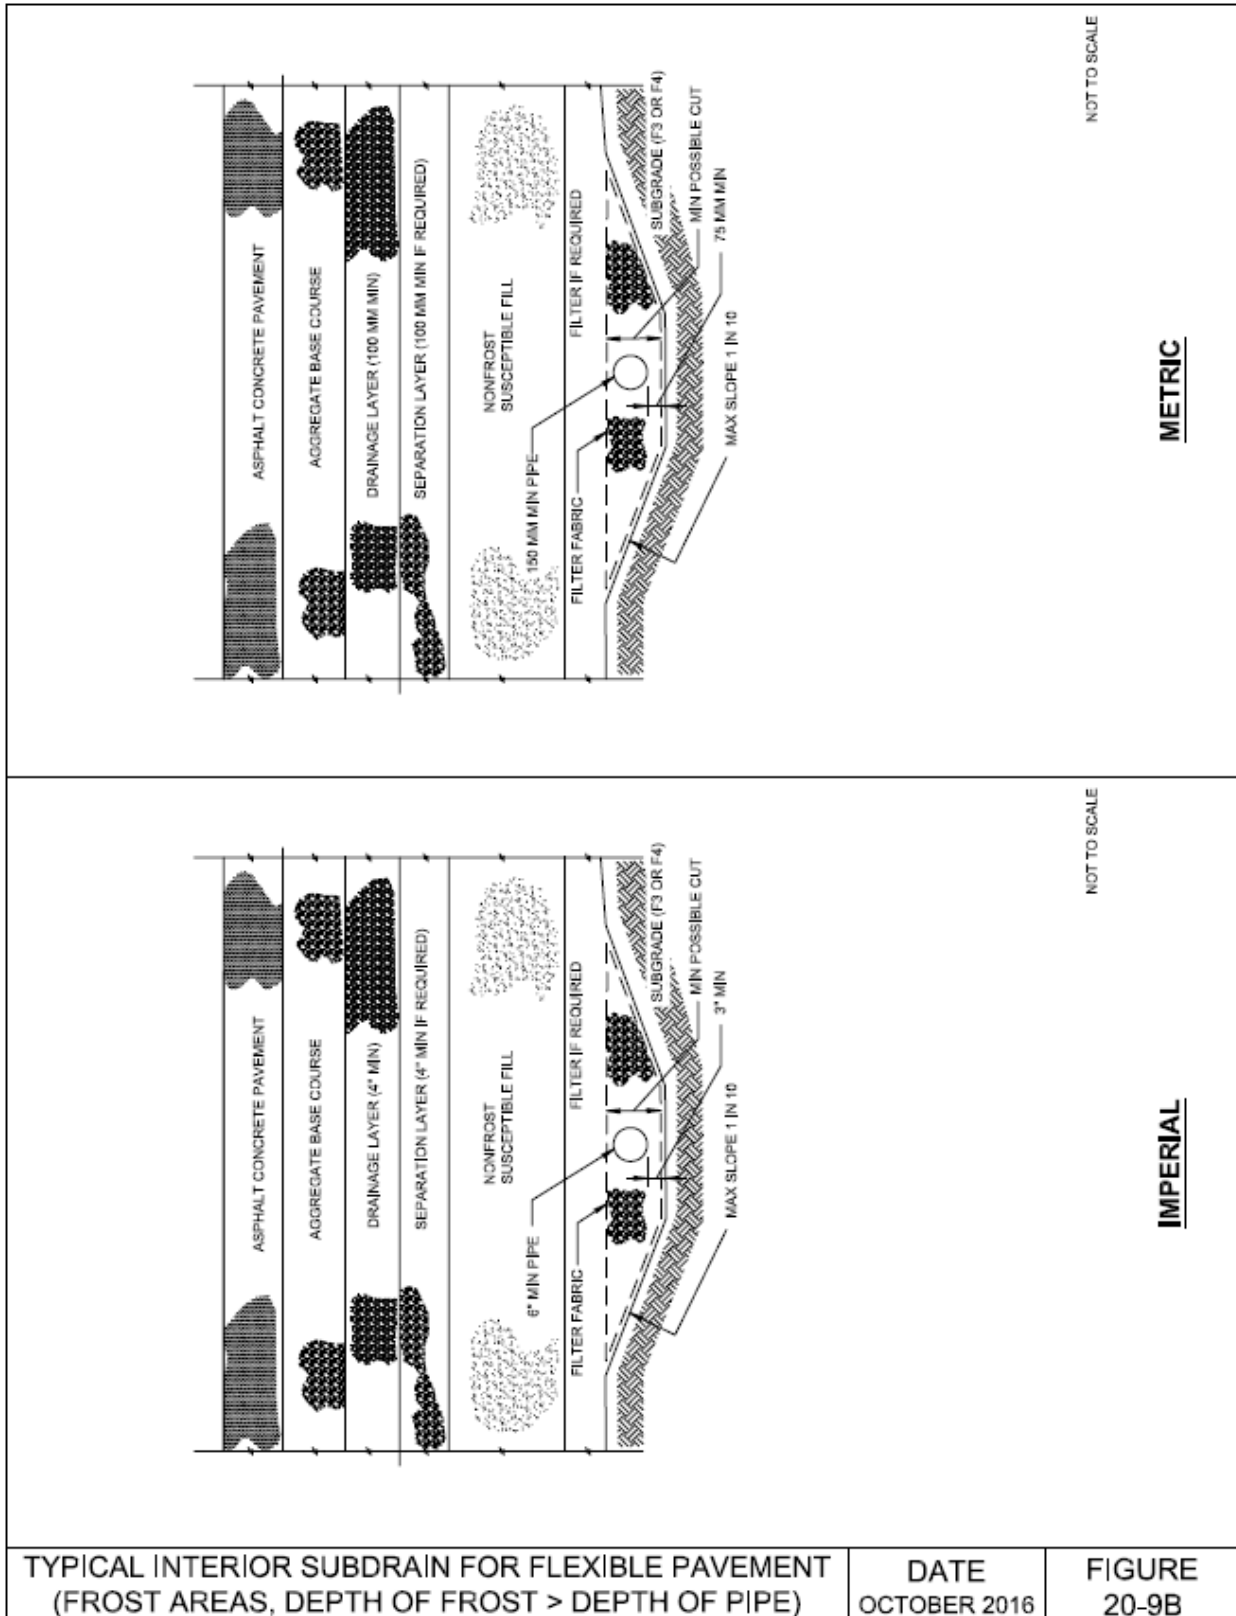 NOT TO SCALE
ASPHALT CONCRETE PAVEMENT
AGGREGATE BASE COURSE
DRAINAGE LAYER (100 MM MIN)
SEPARATION LAYER (100 MM MIN IF REQUIRED)
NONFROST
SUSCEPTIBLE FILL
150 MM MIN PIPE
FILTER FABRIC
FILTER IF REQUIRED
SUBGRADE (F3 OR F4)
MIN POSSIBLE CUT
75 MM MIN
MAX SLOPE 1 IN 10
METRIC
NOT TO SCALE
ASPHALT CONCRETE PAVEMENT
AGGREGATE BASE COURSE
DRAINAGE LAYER (4" MIN)
SEPARATION LAYER (4" MIN IF REQUIRED)
NONFROST
SUSCEPTIBLE FILL
6" MIN PIPE
FILTER FABRIC
FILTER IF REQUIRED
SUBGRADE (F3 OR F4)
MIN POSSIBLE CUT
3" MIN
MAX SLOPE 1 IN 10
IMPERIAL
TYPICAL INTERIOR SUBDRAIN FOR FLEXIBLE PAVEMENT
(FROST AREAS, DEPTH OF FROST > DEPTH OF PIPE)
DATE
OCTOBER 2016
FIGURE
20-9B